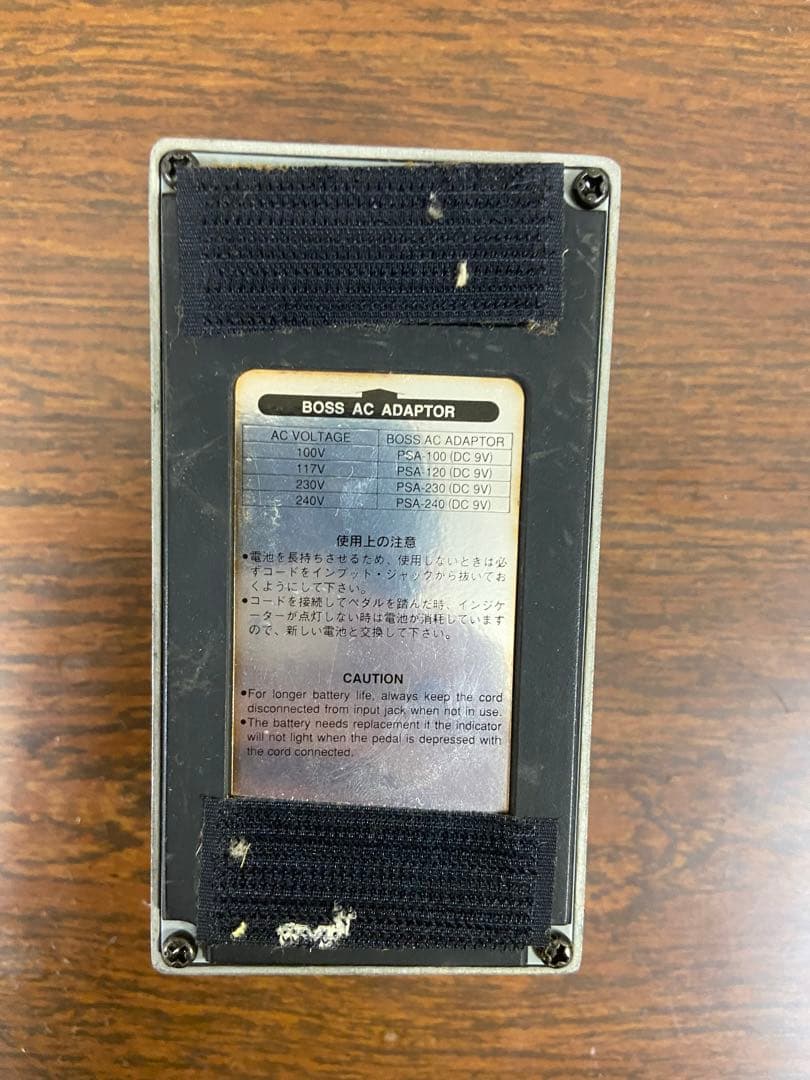 BOSS AC ADAPTOR
AC VOLTAGE BOSS AC ADAPTOR
100V PSA-100 (DC 9V)
117V PSA-120 (DC 9V)
230V PSA-230 (DC 9V)
240V PSA-240 (DC 9V)
使用上の注意
●電池を長持ちさせるため、使用しないときは必
ずコードをインプット・ジャックから抜いてお
くようにして下さい。
●コードを接続してペダルを踏んだ時、インジケ
ーターが点灯しない時は電池が消耗しています
ので、新しい電池と交換して下さい。
CAUTION
●For longer battery life, always keep the cord
disconnected from input jack when not in use.
●The battery needs replacement if the indicator
will not light when the pedal is depressed with
the cord connected.